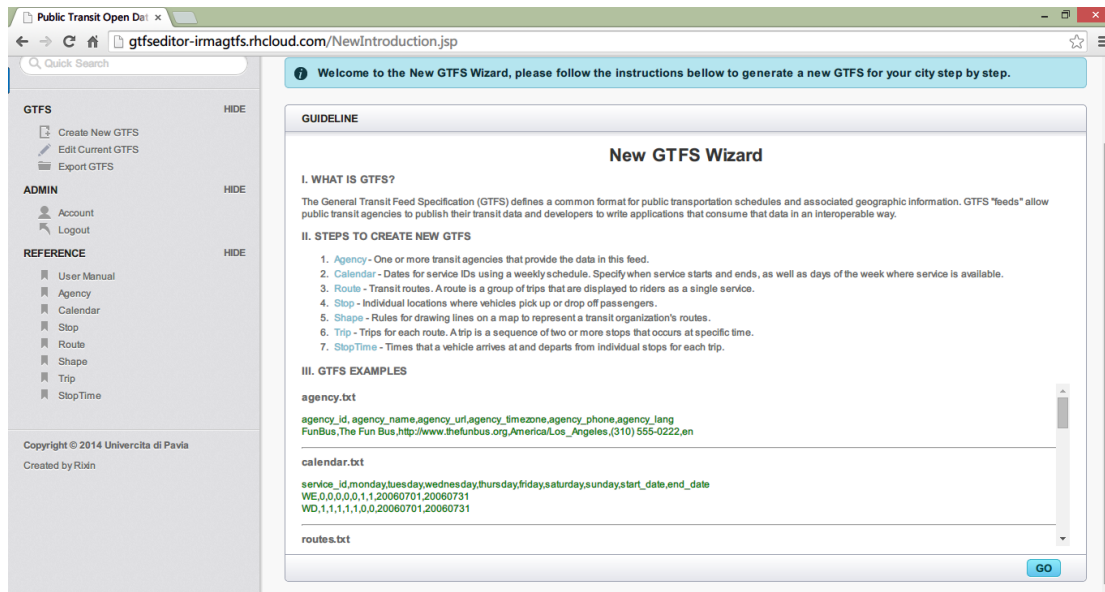 Public Transit Open Dat
gtfseditor-irmagtfs.rhcloud.com/NewIntroduction.jsp
Quick Search
GTFS HIDE
Create New GTFS
Edit Current GTFS
Export GTFS
ADMIN HIDE
Account
Logout
REFERENCE HIDE
User Manual
Agency
Calendar
Stop
Route
Shape
Trip
StopTime
Copyright © 2014 Univercita di Pavia
Created by Rixin
Welcome to the New GTFS Wizard, please follow the instructions bellow to generate a new GTFS for your city step by step.
GUIDELINE
New GTFS Wizard
I. WHAT IS GTFS?
The General Transit Feed Specification (GTFS) defines a common format for public transportation schedules and associated geographic information. GTFS "feeds" allow
public transit agencies to publish their transit data and developers to write applications that consume that data in an interoperable way.
II. STEPS TO CREATE NEW GTFS
1. Agency - One or more transit agencies that provide the data in this feed.
2. Calendar - Dates for service IDs using a weekly schedule. Specify when service starts and ends, as well as days of the week where service is available.
3. Route - Transit routes. A route is a group of trips that are displayed to riders as a single service.
4. Stop - Individual locations where vehicles pick up or drop off passengers.
5. Shape - Rules for drawing lines on a map to represent a transit organization's routes.
6. Trip - Trips for each route. A trip is a sequence of two or more stops that occurs at specific time.
7. StopTime - Times that a vehicle arrives at and departs from individual stops for each trip.
III. GTFS EXAMPLES
agency.txt
agency_id, agency_name,agency_url,agency_timezone,agency_phone,agency_lang
FunBus,The Fun Bus,http://www.thefunbus.org,America/Los_Angeles,(310) 555-0222,en
calendar.txt
service_id,monday,tuesday,wednesday,thursday,friday,saturday,sunday,start_date,end_date
WE,0,0,0,0,0,1,1,20060701,20060731
WD,1,1,1,1,1,0,0,20060701,20060731
routes.txt
GO